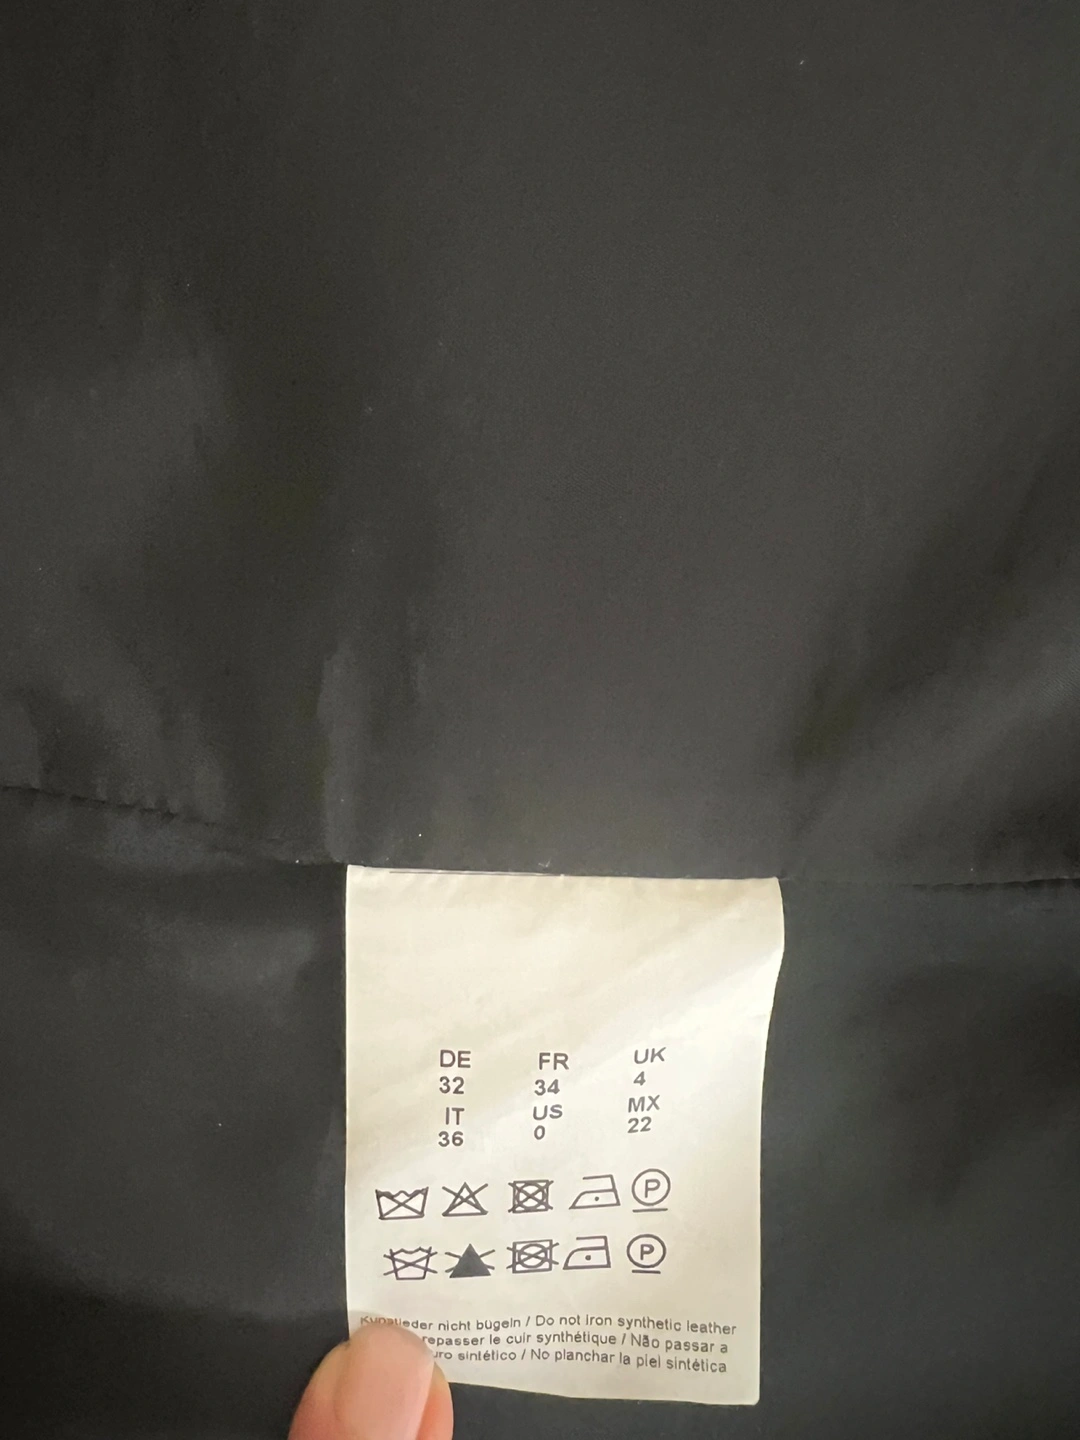 DE FR UK
32 34 4
IT US MX
36 0 22
P
P
nicht bügeln / Do not iron synthetic leather
repasser le cuir synthétique / Não passar a
sintético / No planchar la piel sintética